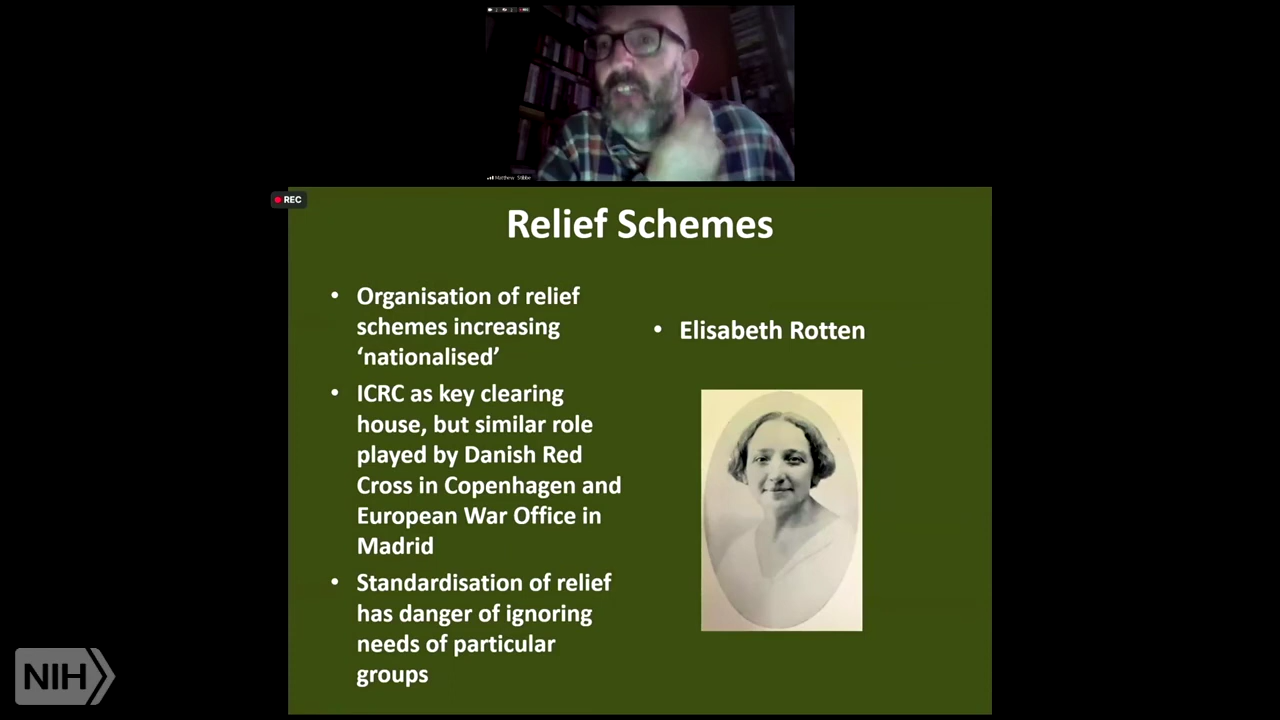 Matthew Stibbe
REC
Relief Schemes
• Organisation of relief
schemes increasing
‘nationalised’
• ICRC as key clearing
house, but similar role
played by Danish Red
Cross in Copenhagen and
European War Office in
Madrid
• Standardisation of relief
has danger of ignoring
needs of particular
groups
• Elisabeth Rotten
NIH